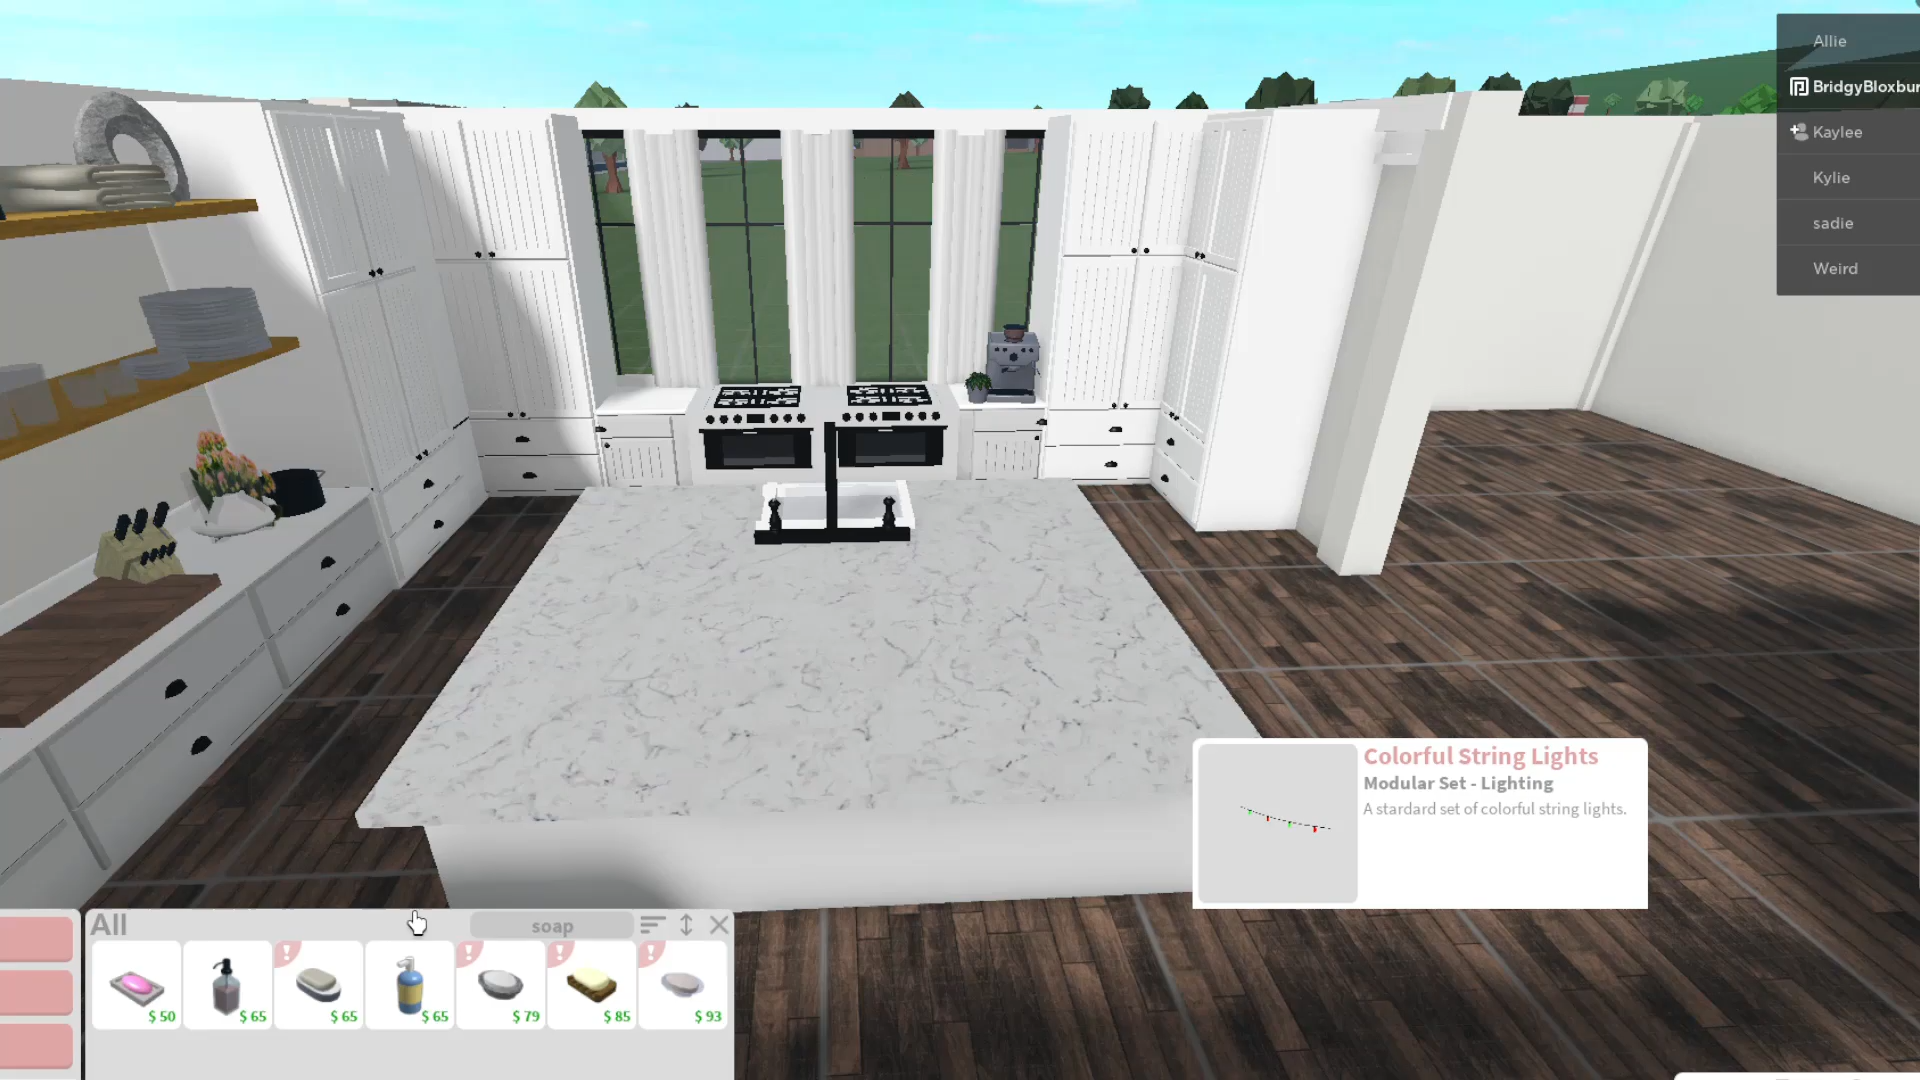 Allie
BridgyBloxbur
Kaylee
Kylie
sadie
Weird
Colorful String Lights
Modular Set - Lighting
A stardard set of colorful string lights.
All
soap
$ 50
$ 65
$ 65
$ 65
$ 79
$ 85
$ 93